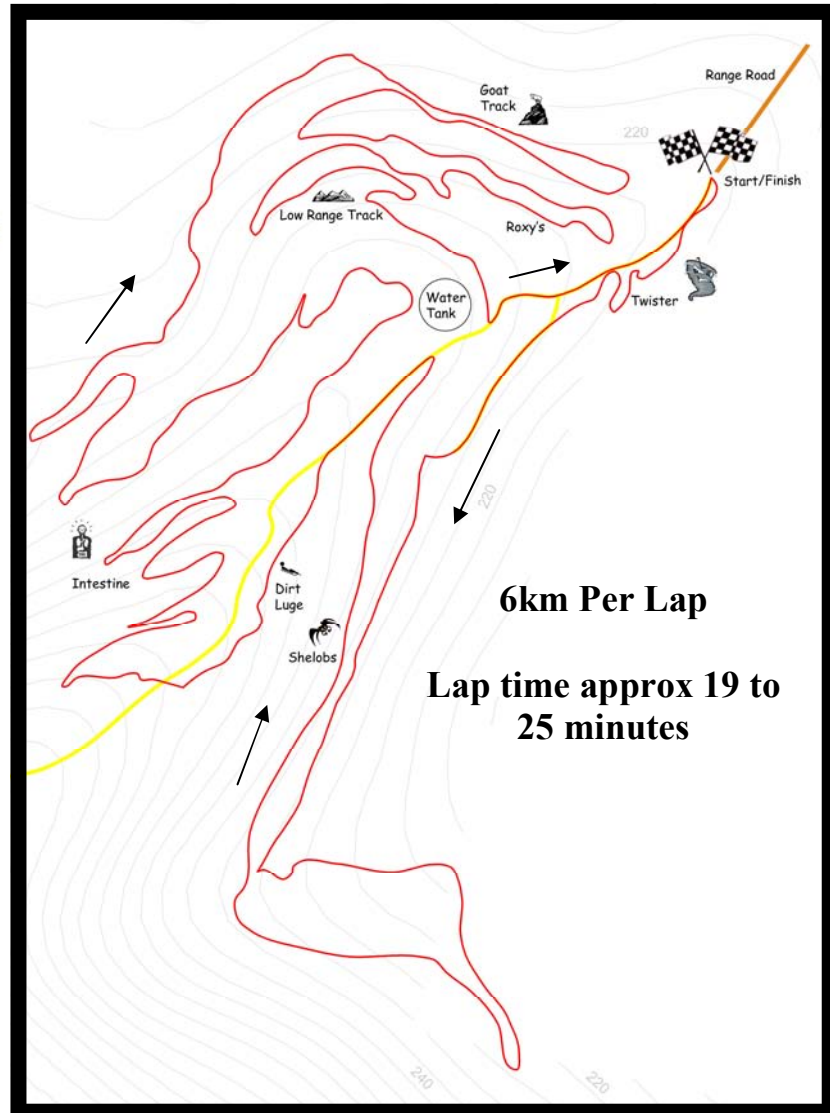 Range Road
Goat
Track
220
Start/Finish
Low Range Track
Roxy's
Water
Tank
Twister
220
Intestine
Dirt
Luge
Shelobs
6km Per Lap
Lap time approx 19 to
25 minutes
240
220